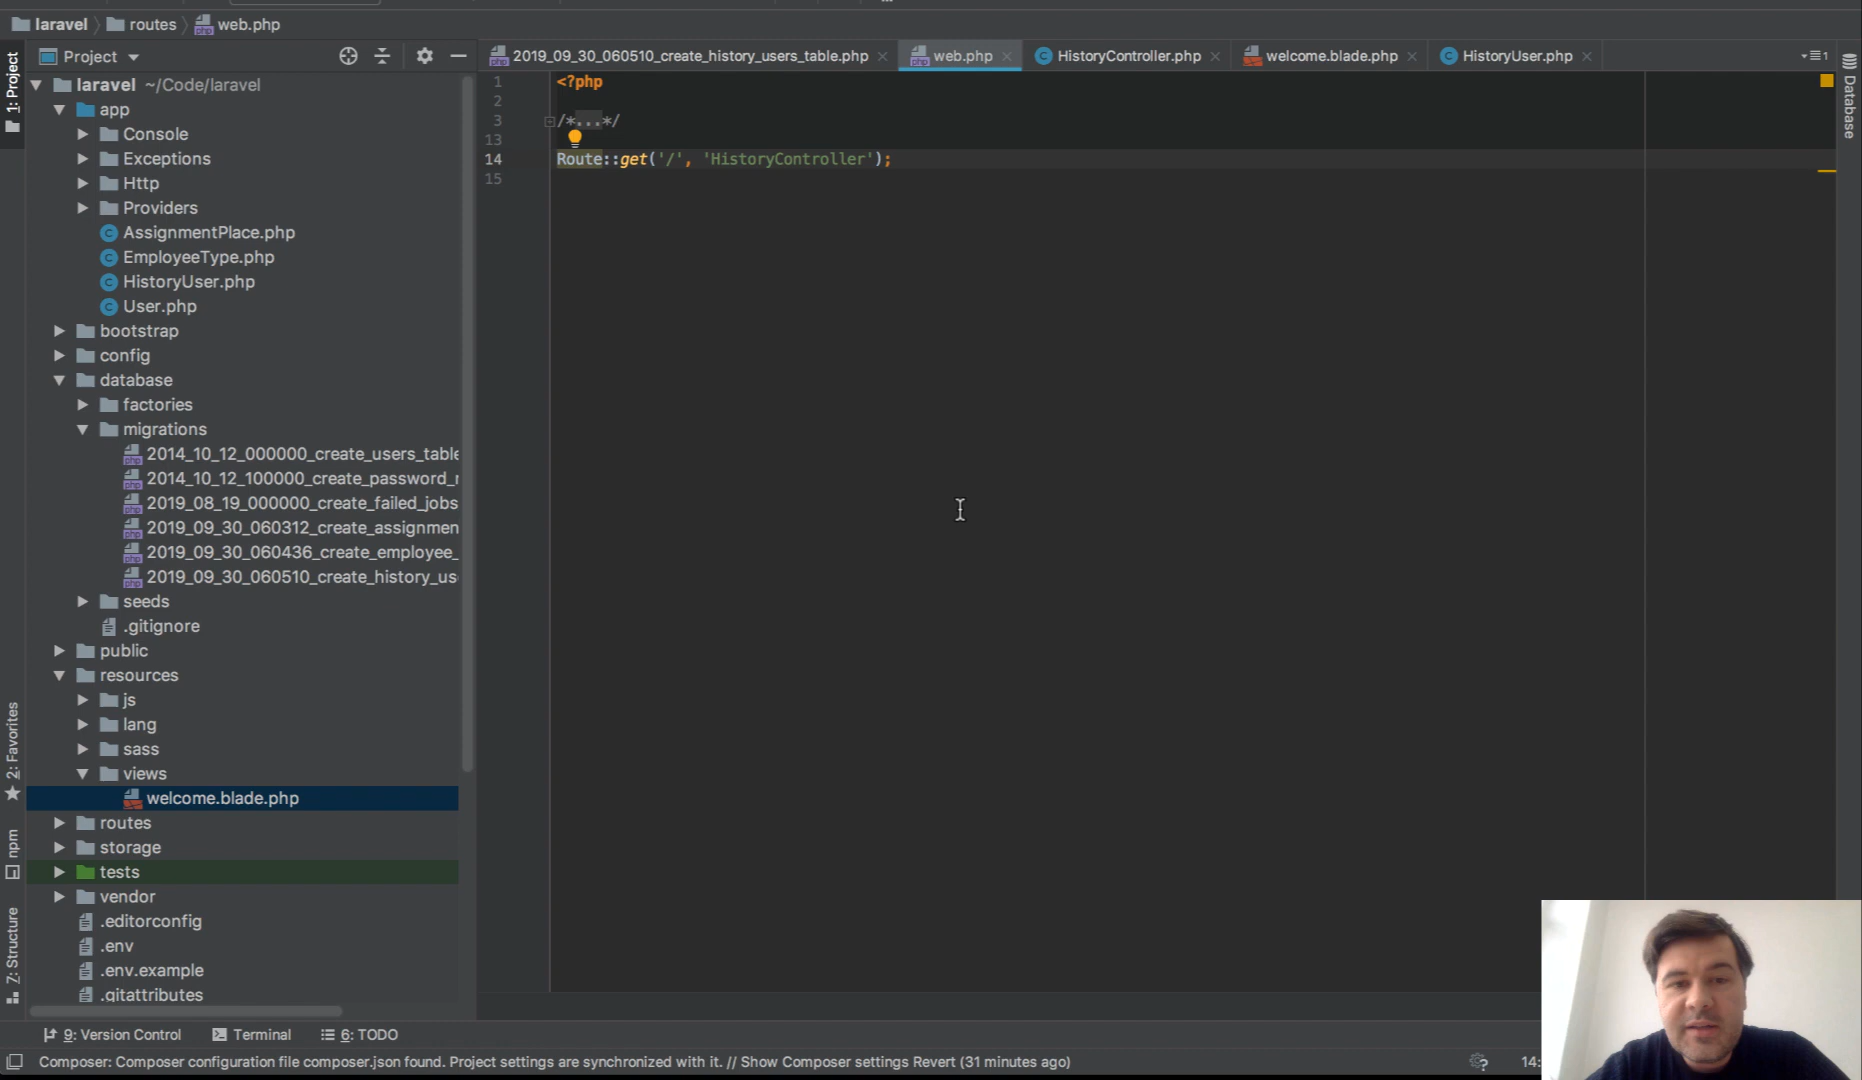 laravel routes web.php
1: Project
Project
2019_09_30_060510_create_history_users_table.php web.php HistoryController.php welcome.blade.php HistoryUser.php 1
Database
laravel ~/Code/laravel
app
Console
Exceptions
Http
Providers
AssignmentPlace.php
EmployeeType.php
HistoryUser.php
User.php
bootstrap
config
database
factories
migrations
2014_10_12_000000_create_users_table
2014_10_12_100000_create_password_r
2019_08_19_000000_create_failed_jobs
2019_09_30_060312_create_assignmen
2019_09_30_060436_create_employee_
2019_09_30_060510_create_history_us
seeds
.gitignore
public
resources
js
lang
sass
views
welcome.blade.php
routes
storage
tests
vendor
.editorconfig
.env
.env.example
.gitattributes
2: Favorites
npm
Z: Structure
1 <?php
2
3 /*...*/
13
14 Route::get('/', 'HistoryController');
15
9: Version Control Terminal 6: TODO
Composer: Composer configuration file composer.json found. Project settings are synchronized with it. // Show Composer settings Revert (31 minutes ago) 14: